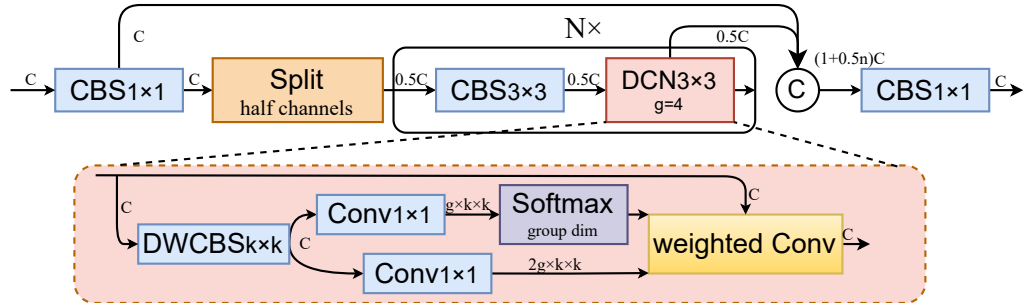 N×
C
0.5C
(1+0.5n)C
C
CBS1×1
C
Split
half channels
0.5C
CBS3×3
0.5C
DCN3×3
g=4
C
CBS1×1
C
C
C
DWCBSk×k
C
Conv1×1
g×k×k
Softmax
group dim
Conv1×1
2g×k×k
weighted Conv
C